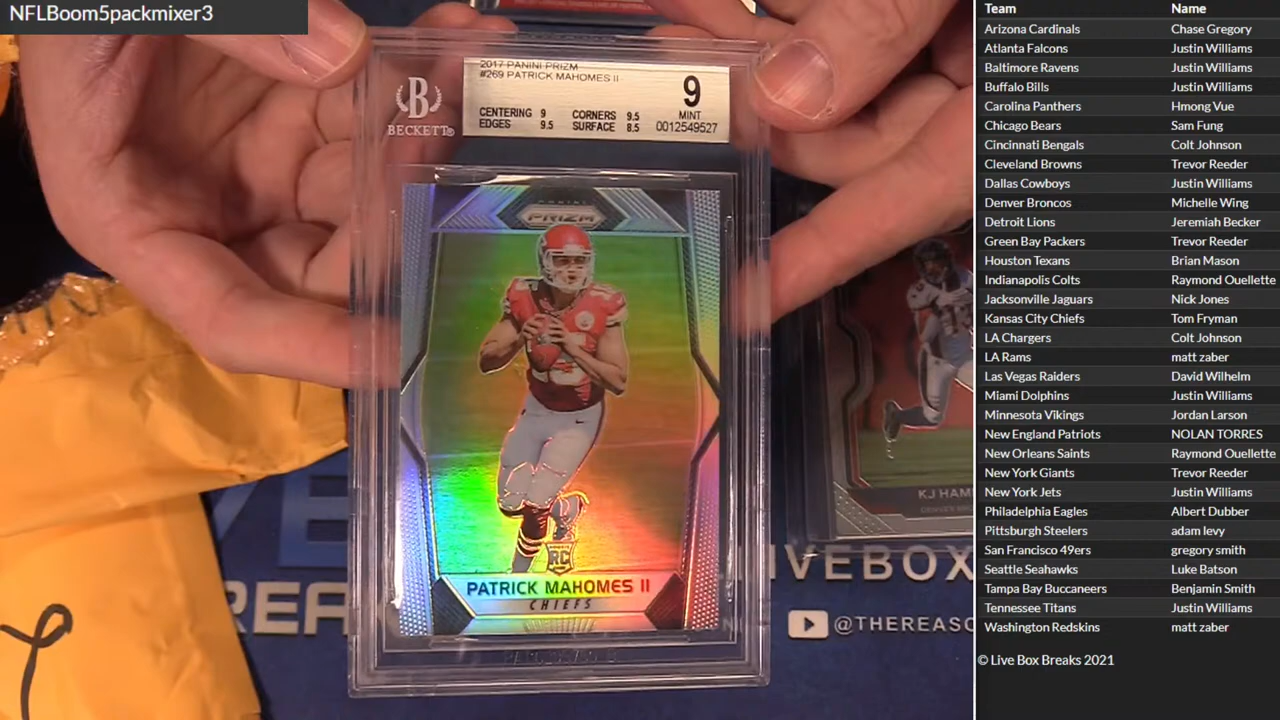 NFLBoom5packmixer3
2017 PANINI PRIZM
#269 PATRICK MAHOMES II
CENTERING 9 CORNERS 9.5
EDGES 9.5 SURFACE 8.5
9
MINT
0012549527
B
BECKETT
PANINI
PRIZM
RC
PATRICK MAHOMES II
CHIEFS
KJ HAM
DENVER
IVEBOX
REA
@THEREASO
Team Name
Arizona Cardinals Chase Gregory
Atlanta Falcons Justin Williams
Baltimore Ravens Justin Williams
Buffalo Bills Justin Williams
Carolina Panthers Hmong Vue
Chicago Bears Sam Fung
Cincinnati Bengals Colt Johnson
Cleveland Browns Trevor Reeder
Dallas Cowboys Justin Williams
Denver Broncos Michelle Wing
Detroit Lions Jeremiah Becker
Green Bay Packers Trevor Reeder
Houston Texans Brian Mason
Indianapolis Colts Raymond Ouellette
Jacksonville Jaguars Nick Jones
Kansas City Chiefs Tom Fryman
LA Chargers Colt Johnson
LA Rams matt zaber
Las Vegas Raiders David Wilhelm
Miami Dolphins Justin Williams
Minnesota Vikings Jordan Larson
New England Patriots NOLAN TORRES
New Orleans Saints Raymond Ouellette
New York Giants Trevor Reeder
New York Jets Justin Williams
Philadelphia Eagles Albert Dubber
Pittsburgh Steelers adam levy
San Francisco 49ers gregory smith
Seattle Seahawks Luke Batson
Tampa Bay Buccaneers Benjamin Smith
Tennessee Titans Justin Williams
Washington Redskins matt zaber
© Live Box Breaks 2021